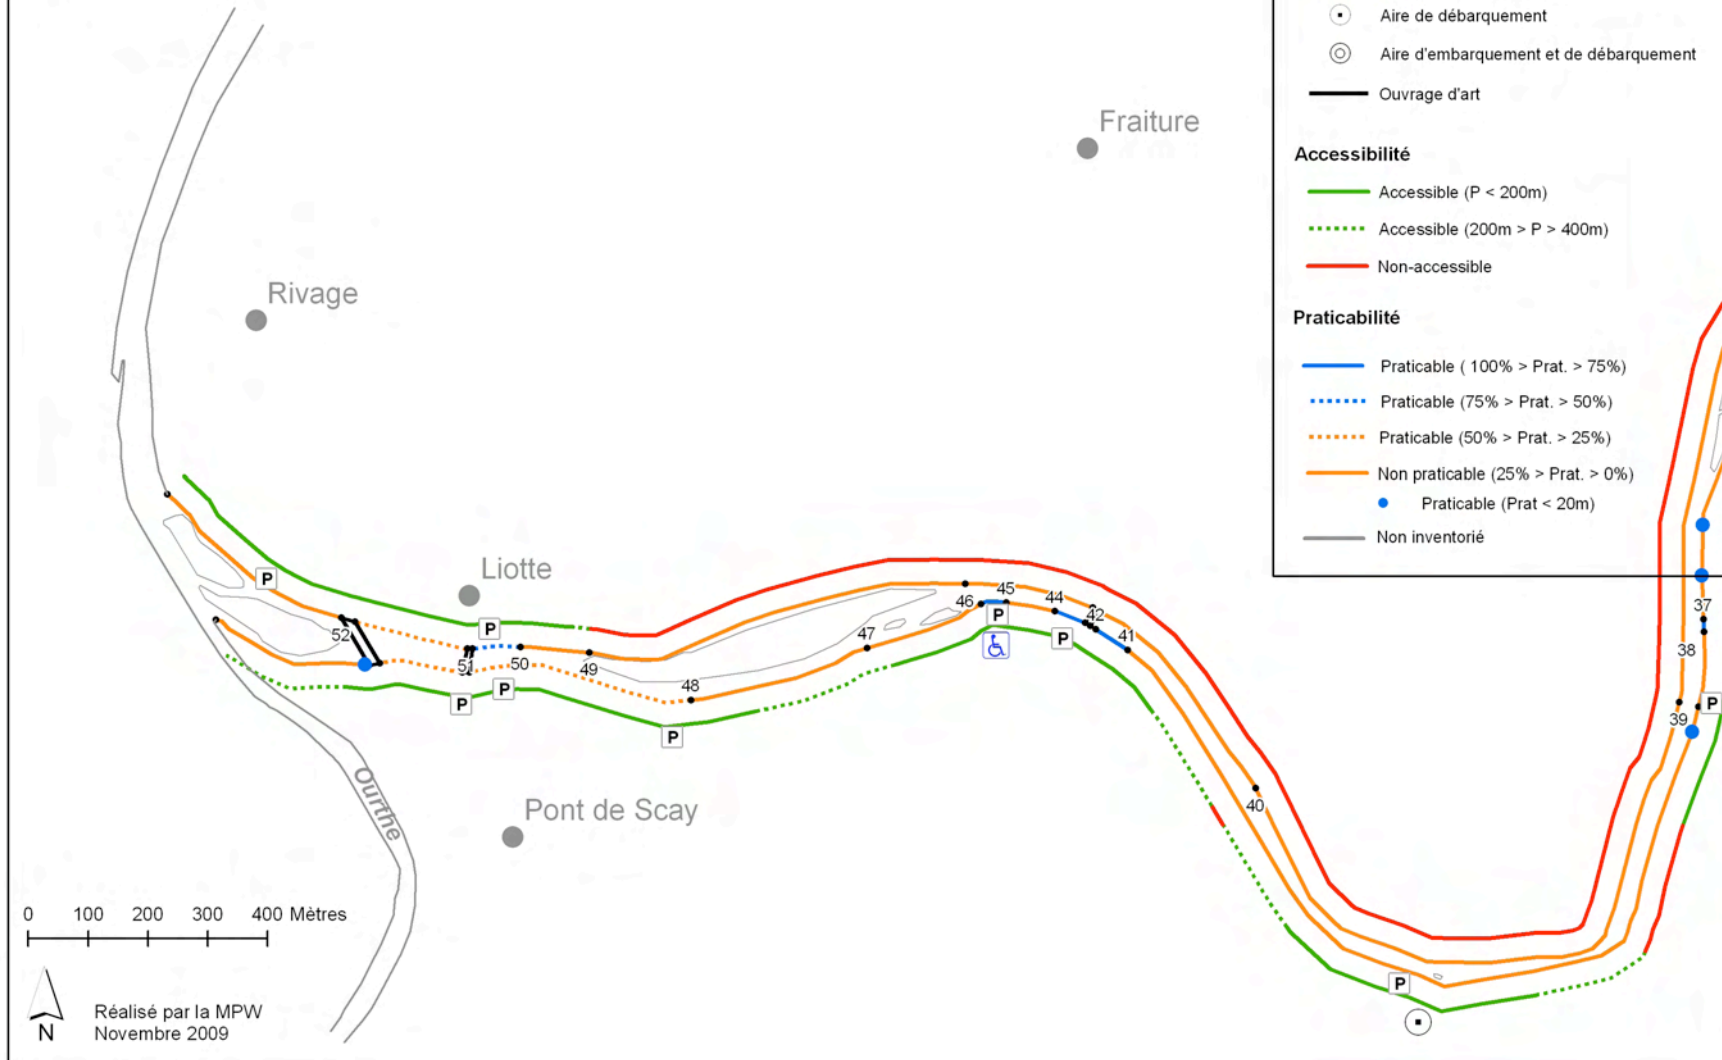 Aire de débarquement
Aire d'embarquement et de débarquement
Ouvrage d'art
Accessibilité
Accessible (P < 200m)
Accessible (200m > P > 400m)
Non-accessible
Praticabilité
Praticable ( 100% > Prat. > 75%)
Praticable (75% > Prat. > 50%)
Praticable (50% > Prat. > 25%)
Non praticable (25% > Prat. > 0%)
Praticable (Prat < 20m)
Non inventorié
Fraiture
Rivage
Liotte
Pont de Scay
Ourthe
P
P
P
P
P
P
P
P
P
52
51
50
49
48
47
46
45
44
42
41
40
39
38
37
0 100 200 300 400 Mètres
N
Réalisé par la MPW
Novembre 2009